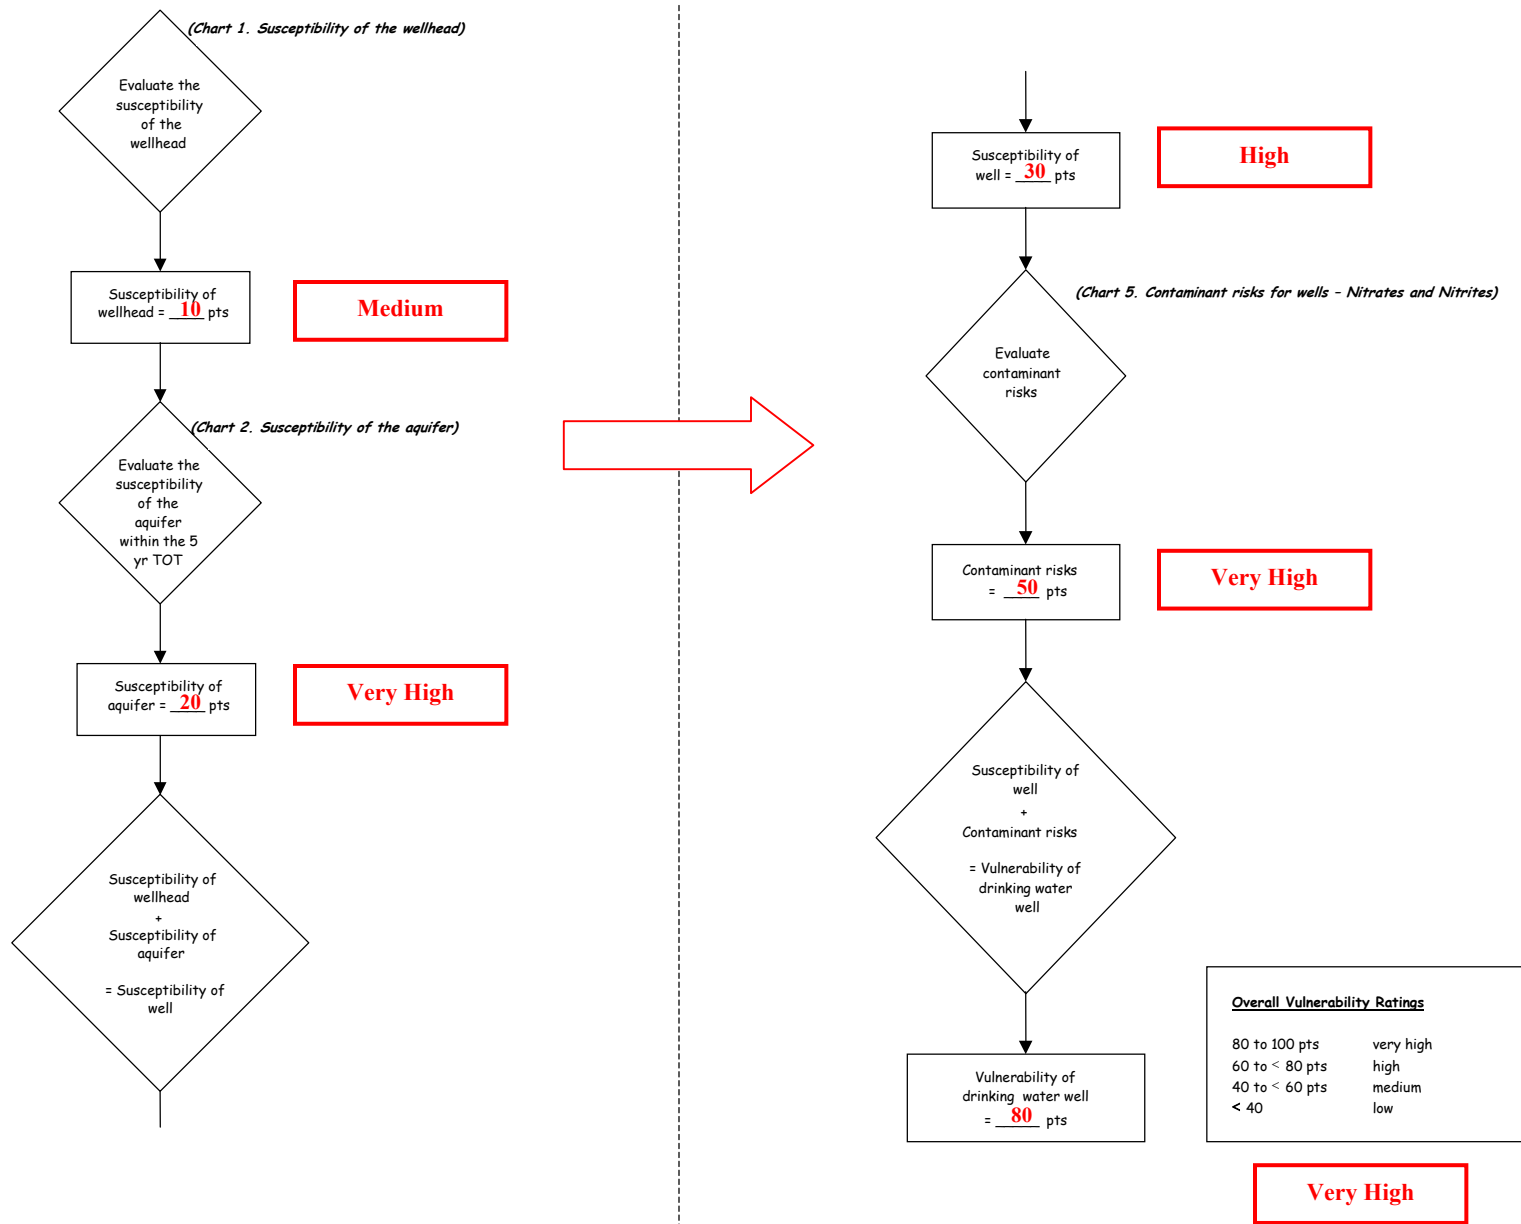 (Chart 1. Susceptibility of the wellhead)
Evaluate the
susceptibility
of the
wellhead
Susceptibility of
wellhead = 10 pts
Medium
(Chart 2. Susceptibility of the aquifer)
Evaluate the
susceptibility
of the
aquifer
within the 5
yr TOT
Susceptibility of
aquifer = 20 pts
Very High
Susceptibility of
wellhead
+
Susceptibility of
aquifer
= Susceptibility of
well
Susceptibility of
well = 30 pts
High
(Chart 5. Contaminant risks for wells – Nitrates and Nitrites)
Evaluate
contaminant
risks
Contaminant risks
= 50 pts
Very High
Susceptibility of
well
+
Contaminant risks
= Vulnerability of
drinking water
well
Vulnerability of
drinking water well
= 80 pts
Overall Vulnerability Ratings
80 to 100 pts very high
60 to < 80 pts high
40 to < 60 pts medium
< 40 low
Very High